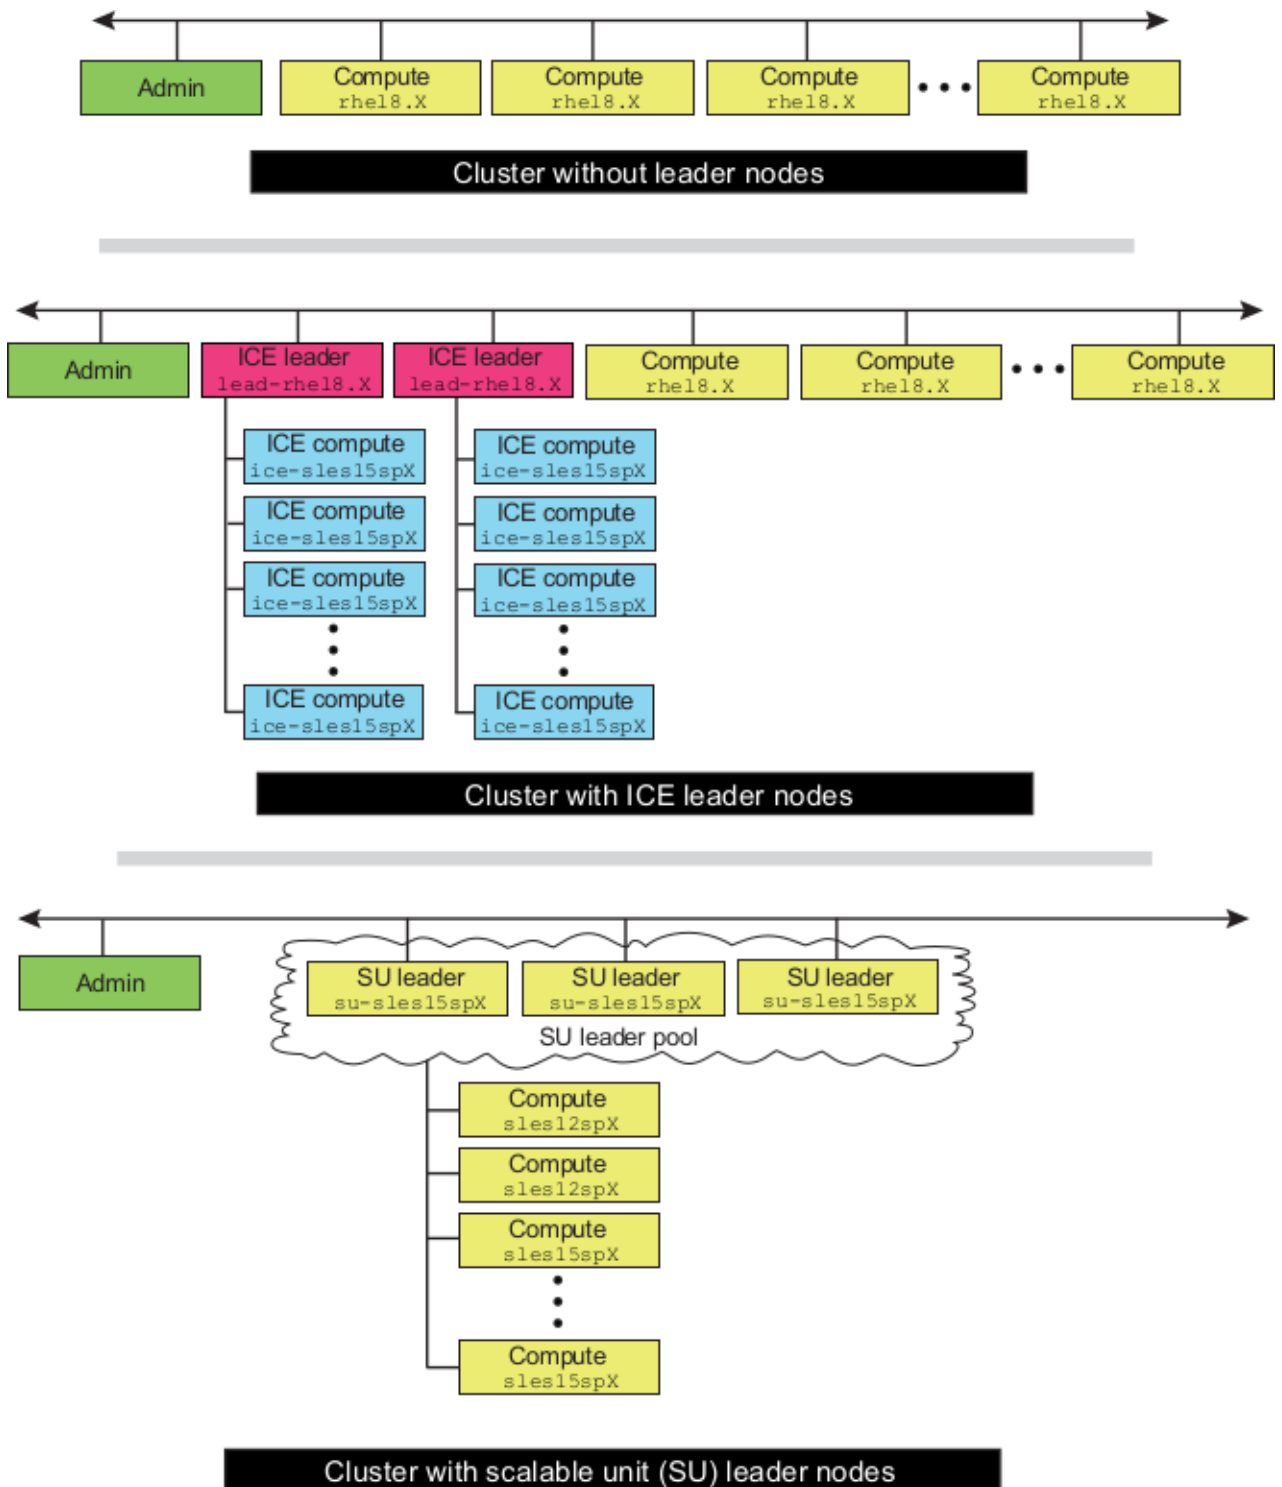 Admin
Compute
rhel8.X
Compute
rhel8.X
Compute
rhel8.X
Compute
rhel8.X
Cluster without leader nodes
Admin
ICE leader
lead-rhel8.X
ICE leader
lead-rhel8.X
Compute
rhel8.X
Compute
rhel8.X
Compute
rhel8.X
ICE compute
ice-sles15spX
ICE compute
ice-sles15spX
ICE compute
ice-sles15spX
ICE compute
ice-sles15spX
ICE compute
ice-sles15spX
ICE compute
ice-sles15spX
ICE compute
ice-sles15spX
ICE compute
ice-sles15spX
Cluster with ICE leader nodes
Admin
SU leader
su-sles15spX
SU leader
su-sles15spX
SU leader
su-sles15spX
SU leader pool
Compute
sles12spX
Compute
sles12spX
Compute
sles15spX
Compute
sles15spX
Cluster with scalable unit (SU) leader nodes